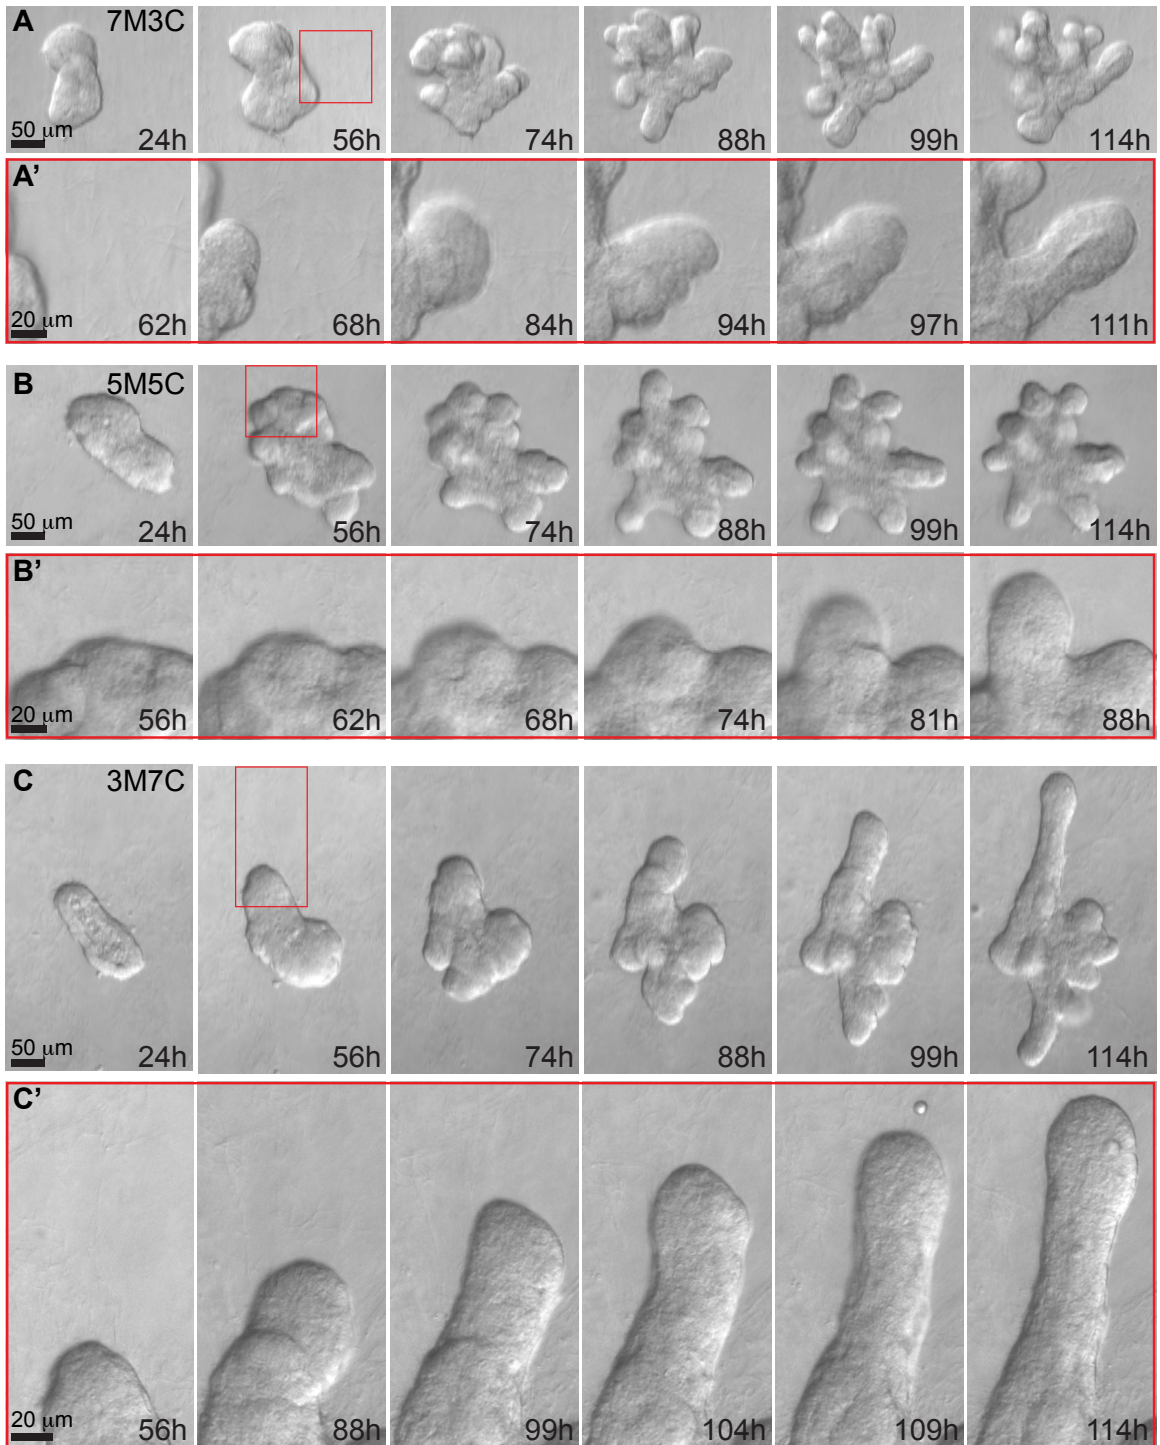 A 7M3C
50 µm 24h 56h 74h 88h 99h 114h
A’
20 µm 62h 68h 84h 94h 97h 111h
B 5M5C
50 µm 24h 56h 74h 88h 99h 114h
B’
20 µm 56h 62h 68h 74h 81h 88h
C 3M7C
50 µm 24h 56h 74h 88h 99h 114h
C’
20 µm 56h 88h 99h 104h 109h 114h